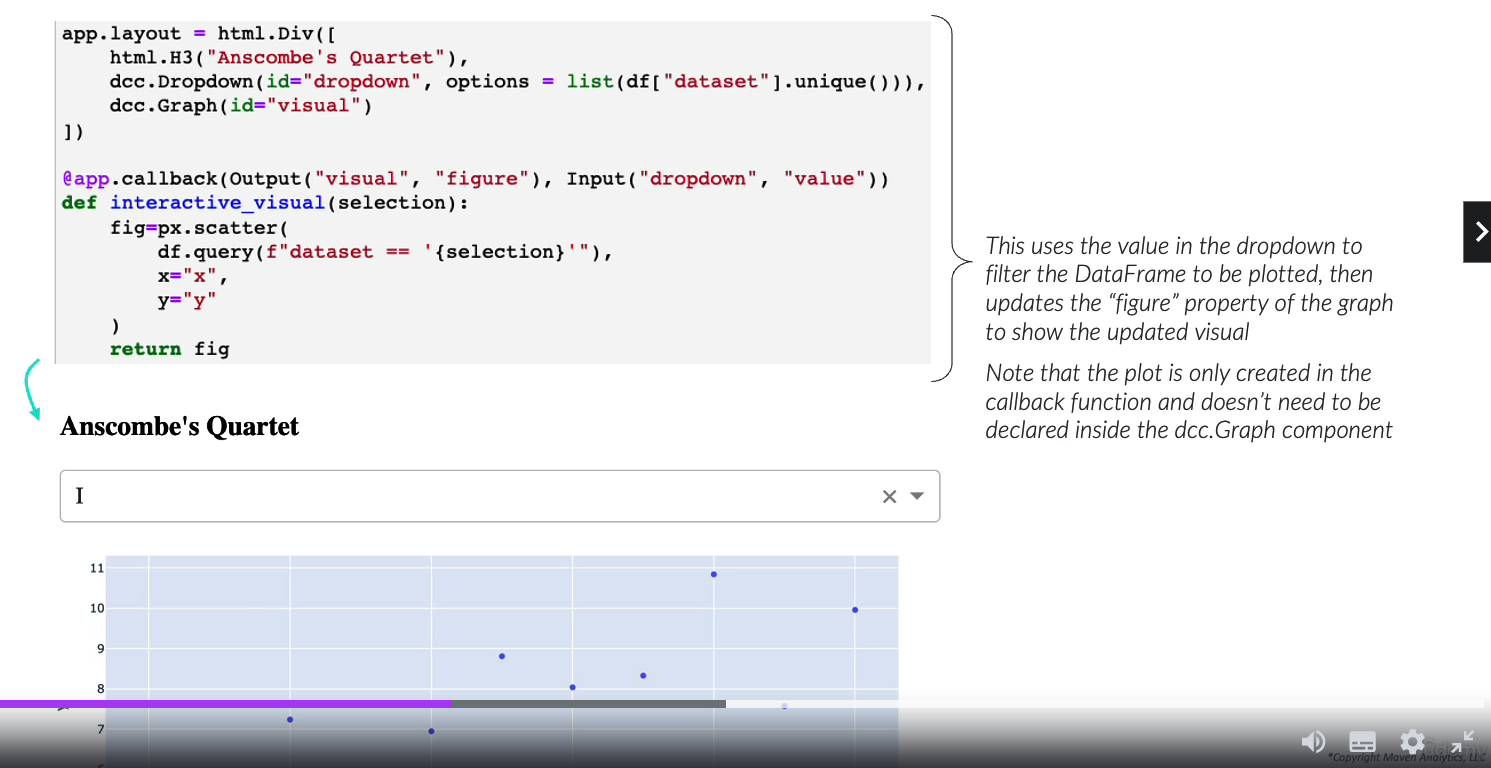 app.layout = html.Div([
    html.H3("Anscombe's Quartet"),
    dcc.Dropdown(id="dropdown", options = list(df["dataset"].unique())),
    dcc.Graph(id="visual")
])
@app.callback(Output("visual", "figure"), Input("dropdown", "value"))
def interactive_visual(selection):
    fig=px.scatter(
        df.query(f"dataset == '{selection}'"),
        x="x",
        y="y"
    )
    return fig
This uses the value in the dropdown to
filter the DataFrame to be plotted, then
updates the “figure” property of the graph
to show the updated visual
Note that the plot is only created in the
callback function and doesn’t need to be
declared inside the dcc.Graph component
Anscombe's Quartet
I
11
10
9
8
7
*Copyright Maven Analytics, LLC